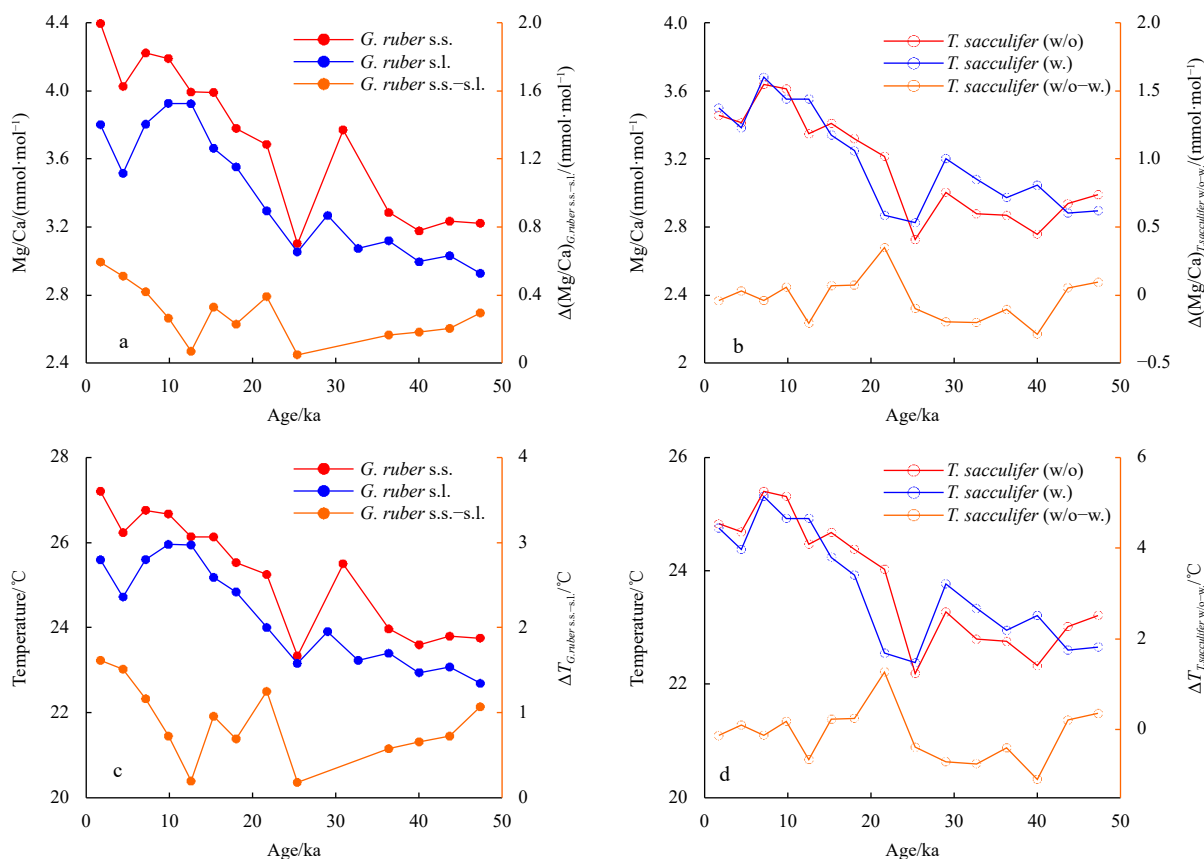 4.4
4.0
3.6
3.2
2.8
2.4
Mg/Ca/(mmol·mol⁻¹)
2.0
1.6
1.2
0.8
0.4
0
Δ(Mg/Ca)G.ruber s.s.−s.l./(mmol·mol⁻¹)
G. ruber s.s.
G. ruber s.l.
G. ruber s.s.−s.l.
a
0 10 20 30 40 50
Age/ka
4.0
3.6
3.2
2.8
2.4
2
Mg/Ca/(mmol·mol⁻¹)
2.0
1.5
1.0
0.5
0
−0.5
Δ(Mg/Ca)T.sacculifer w/o−w./(mmol·mol⁻¹)
T. sacculifer (w/o)
T. sacculifer (w.)
T. sacculifer (w/o−w.)
b
0 10 20 30 40 50
Age/ka
28
26
24
22
20
Temperature/℃
4
3
2
1
0
ΔTG.ruber s.s.−s.l./℃
G. ruber s.s.
G. ruber s.l.
G. ruber s.s.−s.l.
c
0 10 20 30 40 50
Age/ka
26
24
22
20
Temperature/℃
6
4
2
0
ΔTT.sacculifer w/o−w./℃
T. sacculifer (w/o)
T. sacculifer (w.)
T. sacculifer (w/o−w.)
d
0 10 20 30 40 50
Age/ka